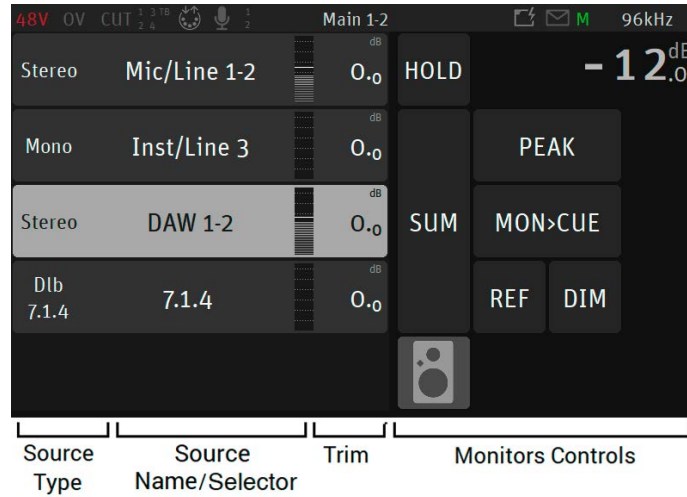 48V OV CUT 1 3 TB 2 4 1 2 Main 1-2 M 96kHz
Stereo Mic/Line 1-2 dB 0.0 HOLD -12.0 dB
Mono Inst/Line 3 dB 0.0 PEAK
Stereo DAW 1-2 dB 0.0 SUM MON>CUE
Dlb 7.1.4 7.1.4 dB 0.0 REF DIM
Source Type
Source Name/Selector
Trim
Monitors Controls